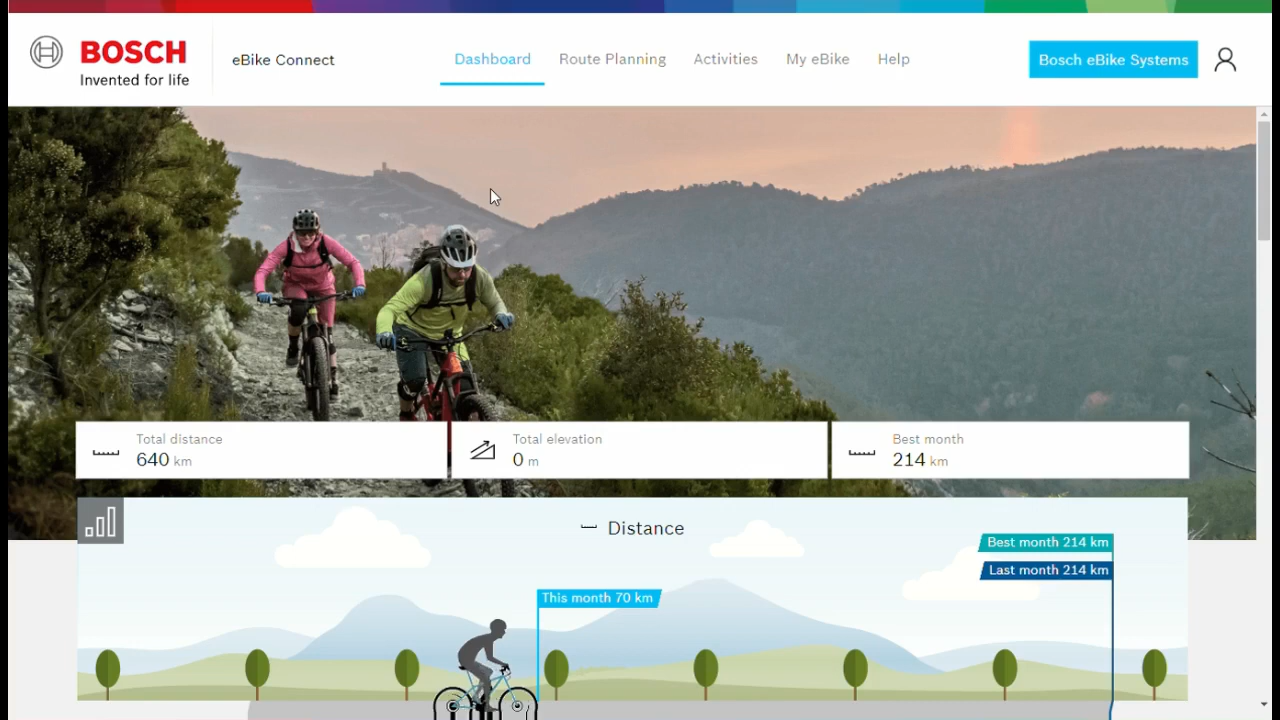 BOSCH
Invented for life
eBike Connect
Dashboard
Route Planning
Activities
My eBike
Help
Bosch eBike Systems
Total distance
640 km
Total elevation
0 m
Best month
214 km
Distance
Best month 214 km
Last month 214 km
This month 70 km